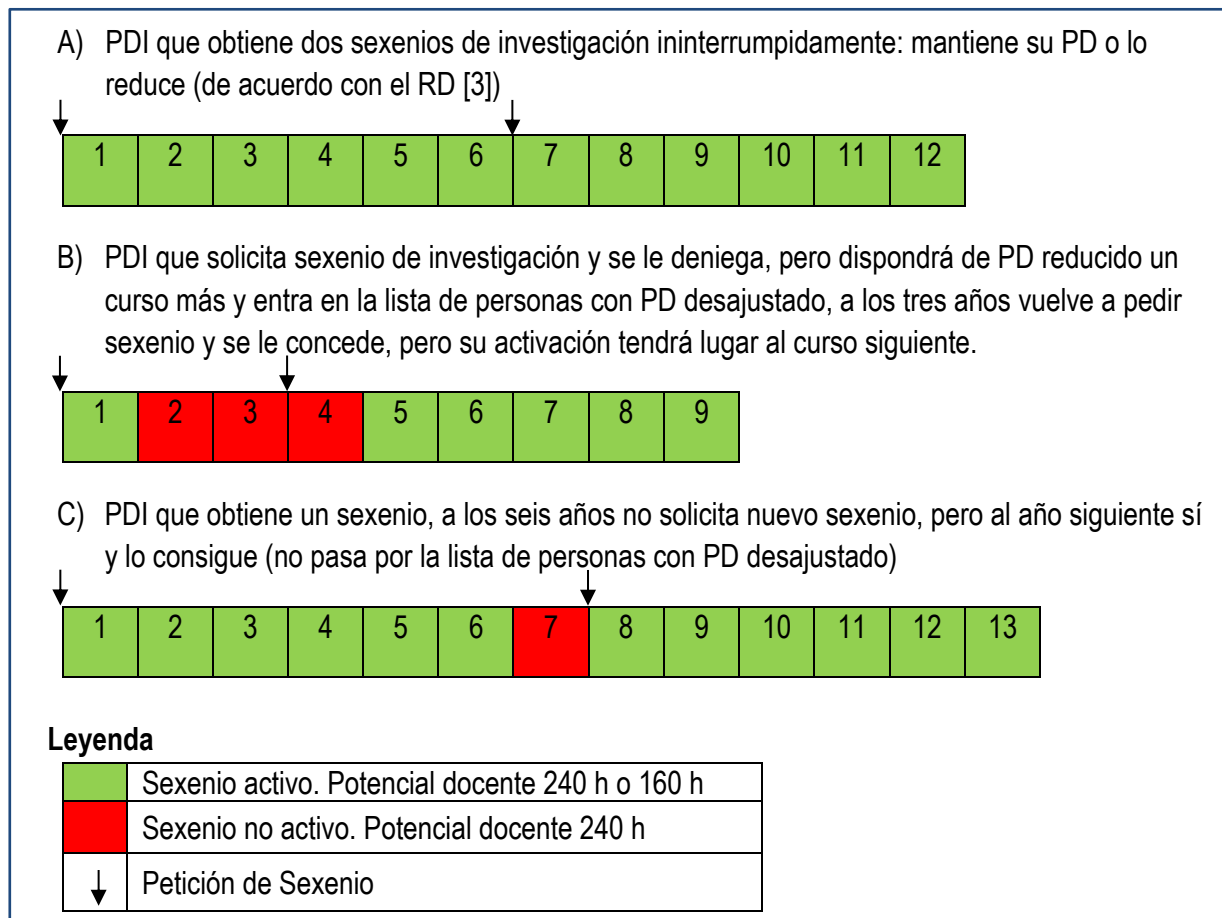 A) PDI que obtiene dos sexenios de investigación ininterrumpidamente: mantiene su PD o lo
reduce (de acuerdo con el RD [3])
1 2 3 4 5 6 7 8 9 10 11 12
B) PDI que solicita sexenio de investigación y se le deniega, pero dispondrá de PD reducido un
curso más y entra en la lista de personas con PD desajustado, a los tres años vuelve a pedir
sexenio y se le concede, pero su activación tendrá lugar al curso siguiente.
1 2 3 4 5 6 7 8 9
C) PDI que obtiene un sexenio, a los seis años no solicita nuevo sexenio, pero al año siguiente sí
y lo consigue (no pasa por la lista de personas con PD desajustado)
1 2 3 4 5 6 7 8 9 10 11 12 13
Leyenda
Sexenio activo. Potencial docente 240 h o 160 h
Sexenio no activo. Potencial docente 240 h
Petición de Sexenio